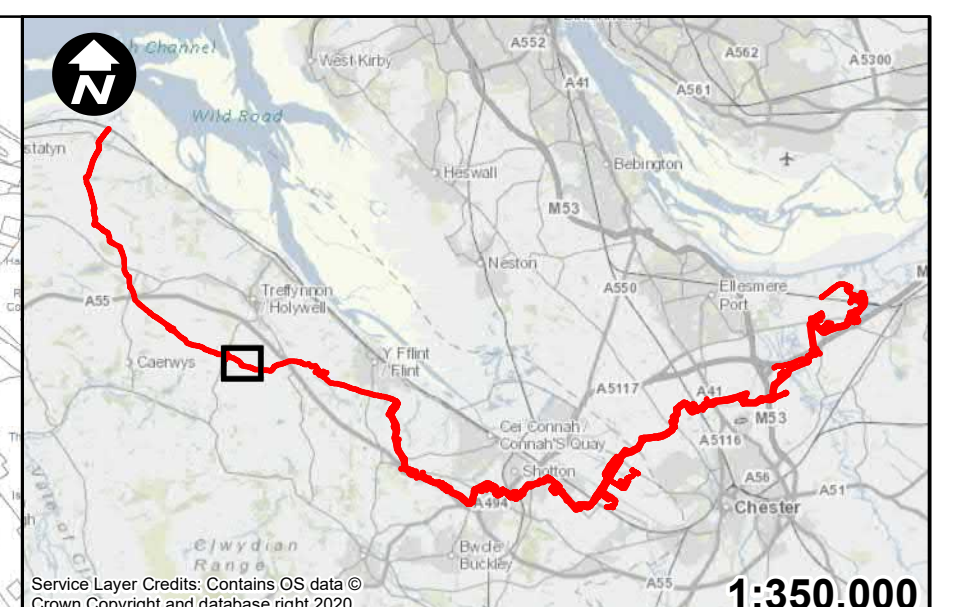 A552
A562
A5300
h Channel
West Kirby
A41
A561
N
Wild Road
statyn
Bebington
Heswall
M53
Neston
A550
Ellesmere
Port
Treffynnon
/Holywell
A55
Caerwys
Y Fflint
/ Flint
A5117
A41
M53
Cei Connah /
Connah'S Quay
A5116
Shotton
A56
A51
A494
Chester
Clwydian
Range
Bwcle /
Buckley
A55
Service Layer Credits: Contains OS data ©
Crown Copyright and database right 2020
1:350,000